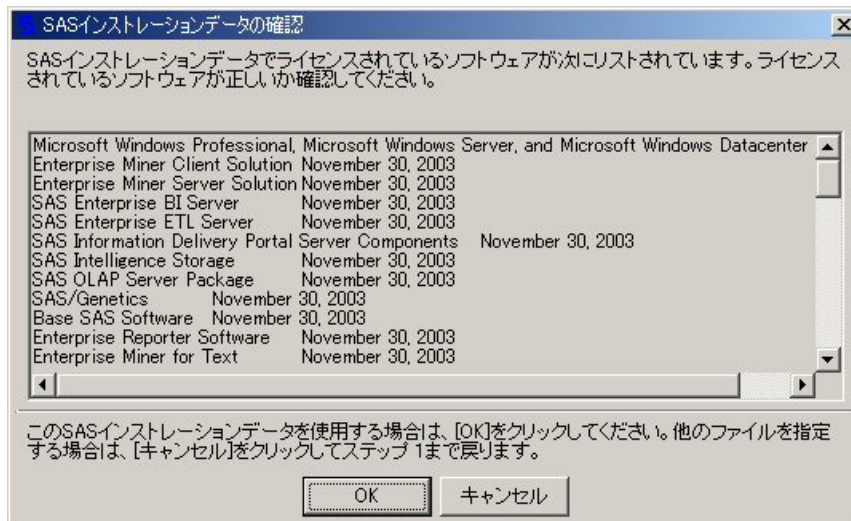 SASインストレーションデータの確認
SASインストレーションデータでライセンスされているソフトウェアが次にリストされています。ライセンス
されているソフトウェアが正しいか確認してください。
Microsoft Windows Professional, Microsoft Windows Server, and Microsoft Windows Datacenter
Enterprise Miner Client Solution November 30, 2003
Enterprise Miner Server Solution November 30, 2003
SAS Enterprise BI Server November 30, 2003
SAS Enterprise ETL Server November 30, 2003
SAS Information Delivery Portal Server Components November 30, 2003
SAS Intelligence Storage November 30, 2003
SAS OLAP Server Package November 30, 2003
SAS/Genetics November 30, 2003
Base SAS Software November 30, 2003
Enterprise Reporter Software November 30, 2003
Enterprise Miner for Text November 30, 2003
このSASインストレーションデータを使用する場合は、[OK]をクリックしてください。他のファイルを指定
する場合は、[キャンセル]をクリックしてステップ 1まで戻ります。
OK キャンセル